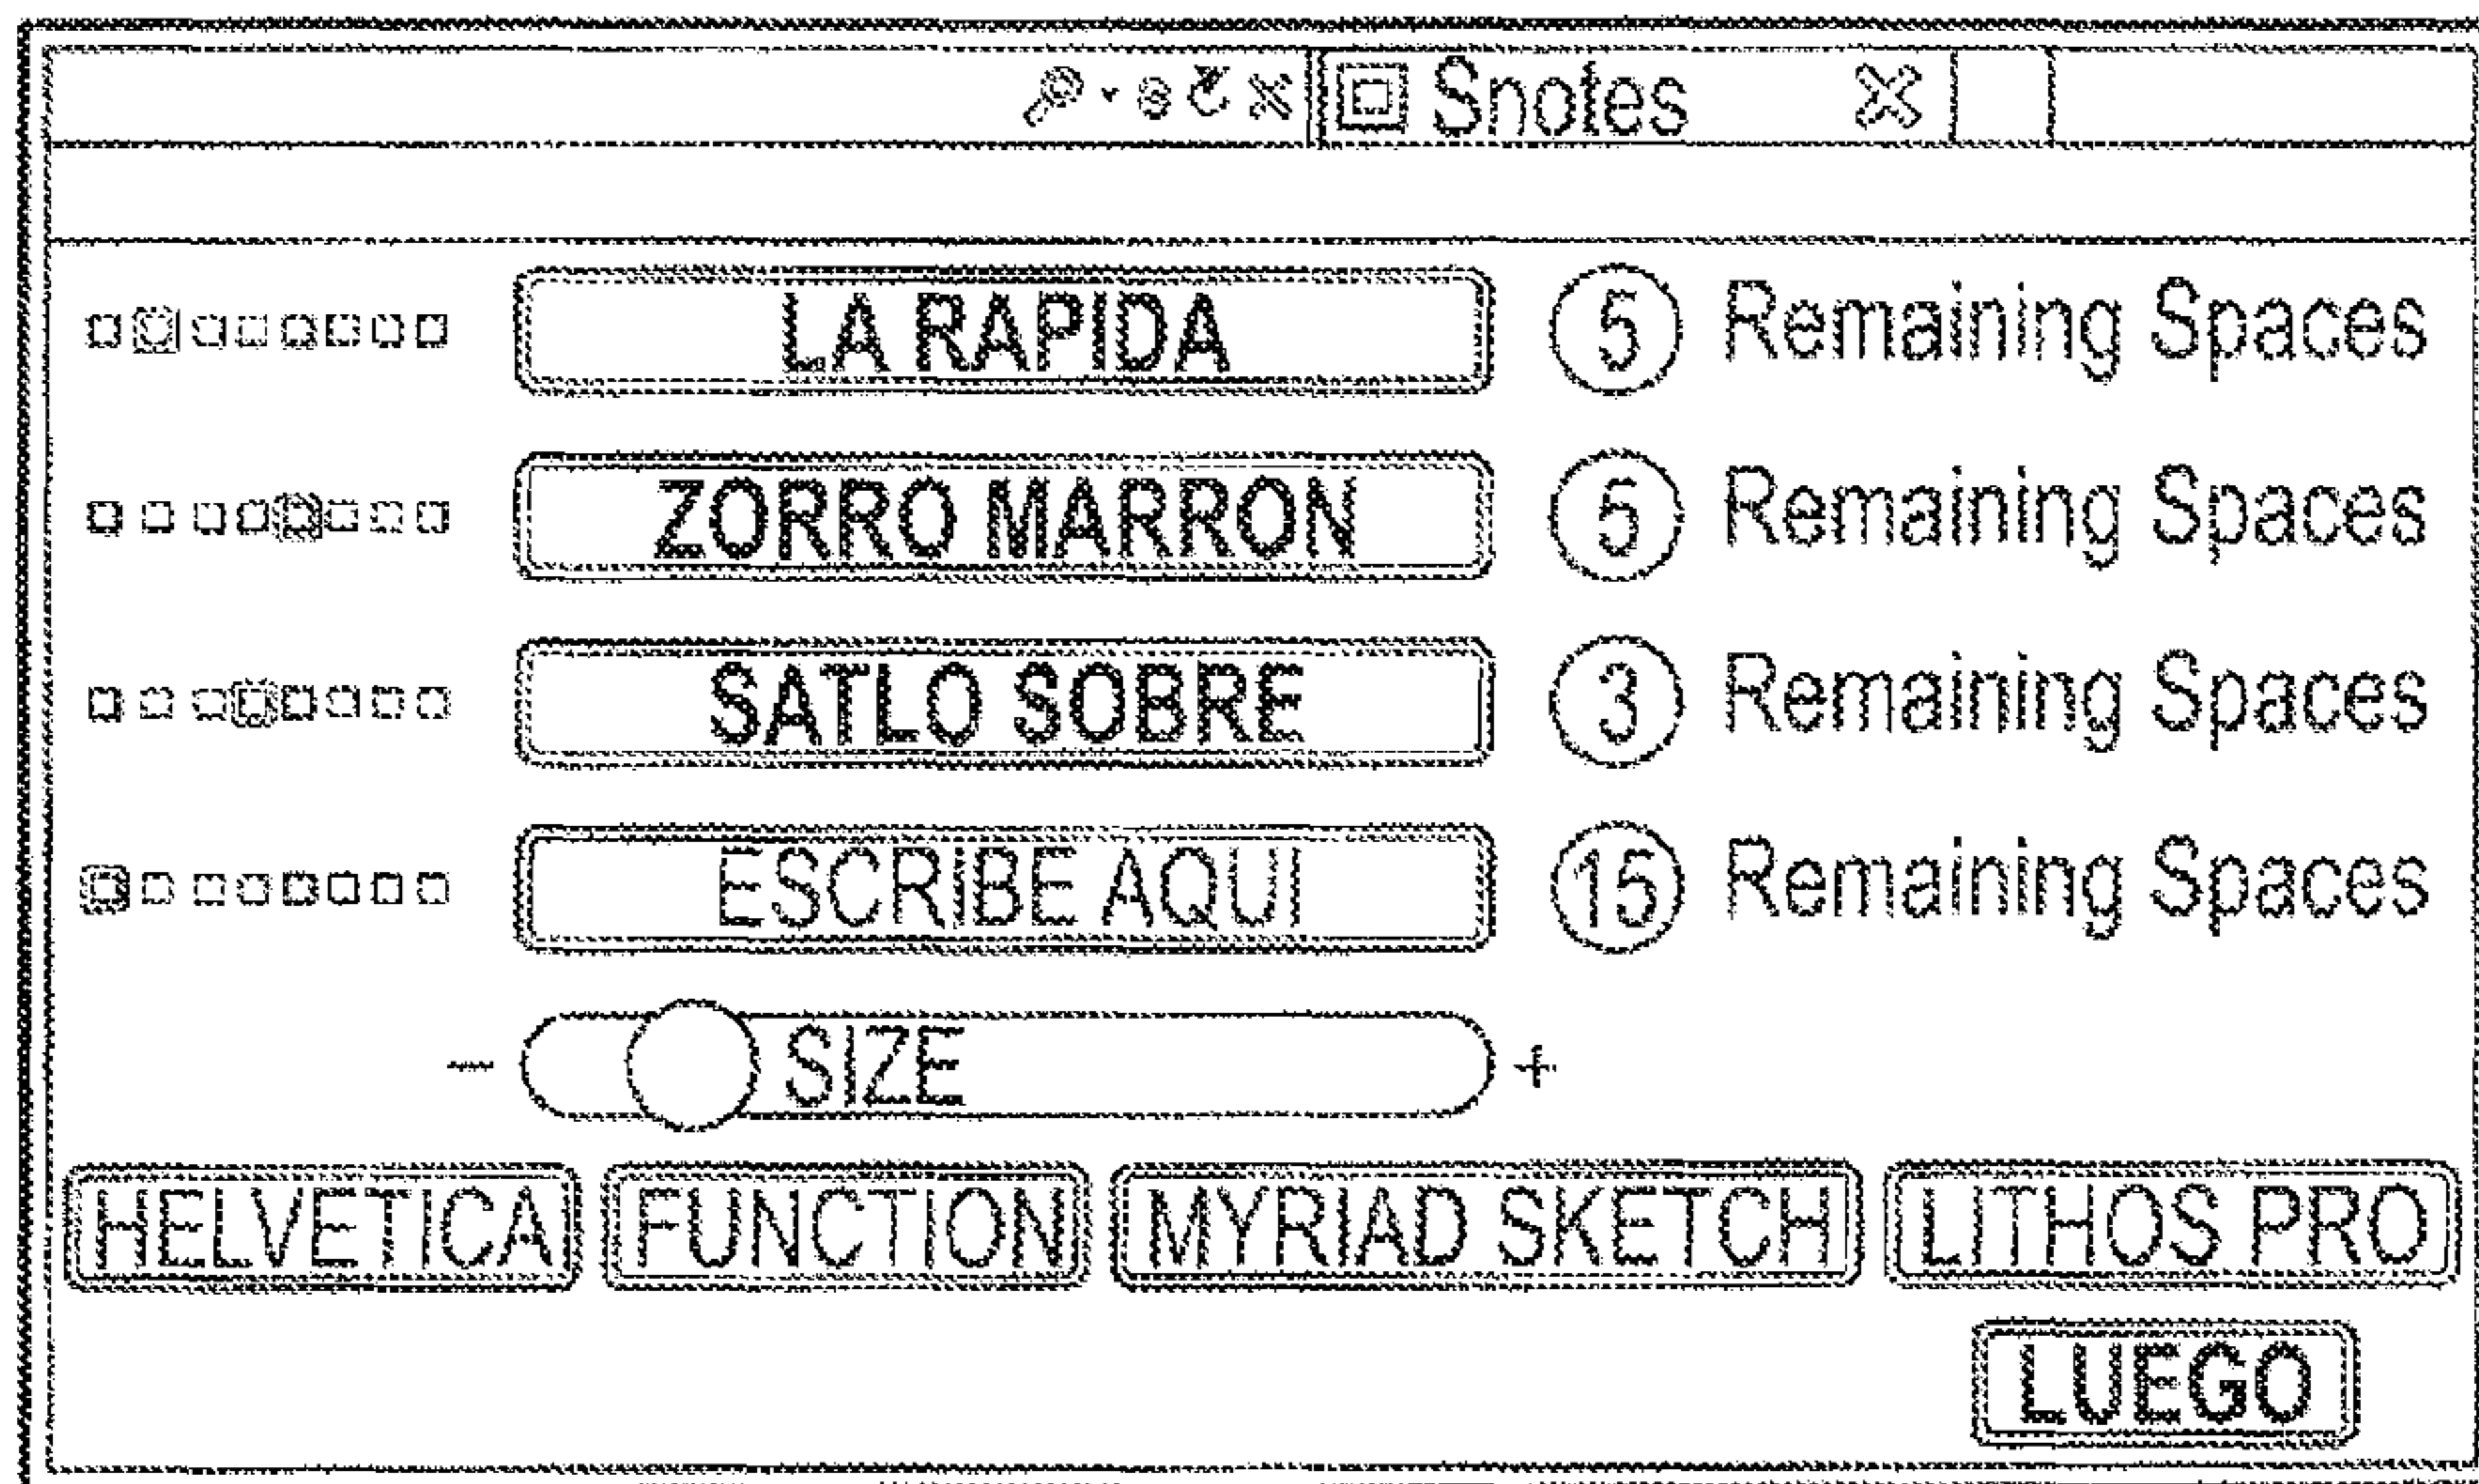 Snotes
LA RAPIDA 5 Remaining Spaces
ZORRO MARRON 5 Remaining Spaces
SATLO SOBRE 3 Remaining Spaces
ESCRIBE AQUI 15 Remaining Spaces
- SIZE +
HELVETICA FUNCTION MYRIAD SKETCH LITHOS PRO
LUEGO